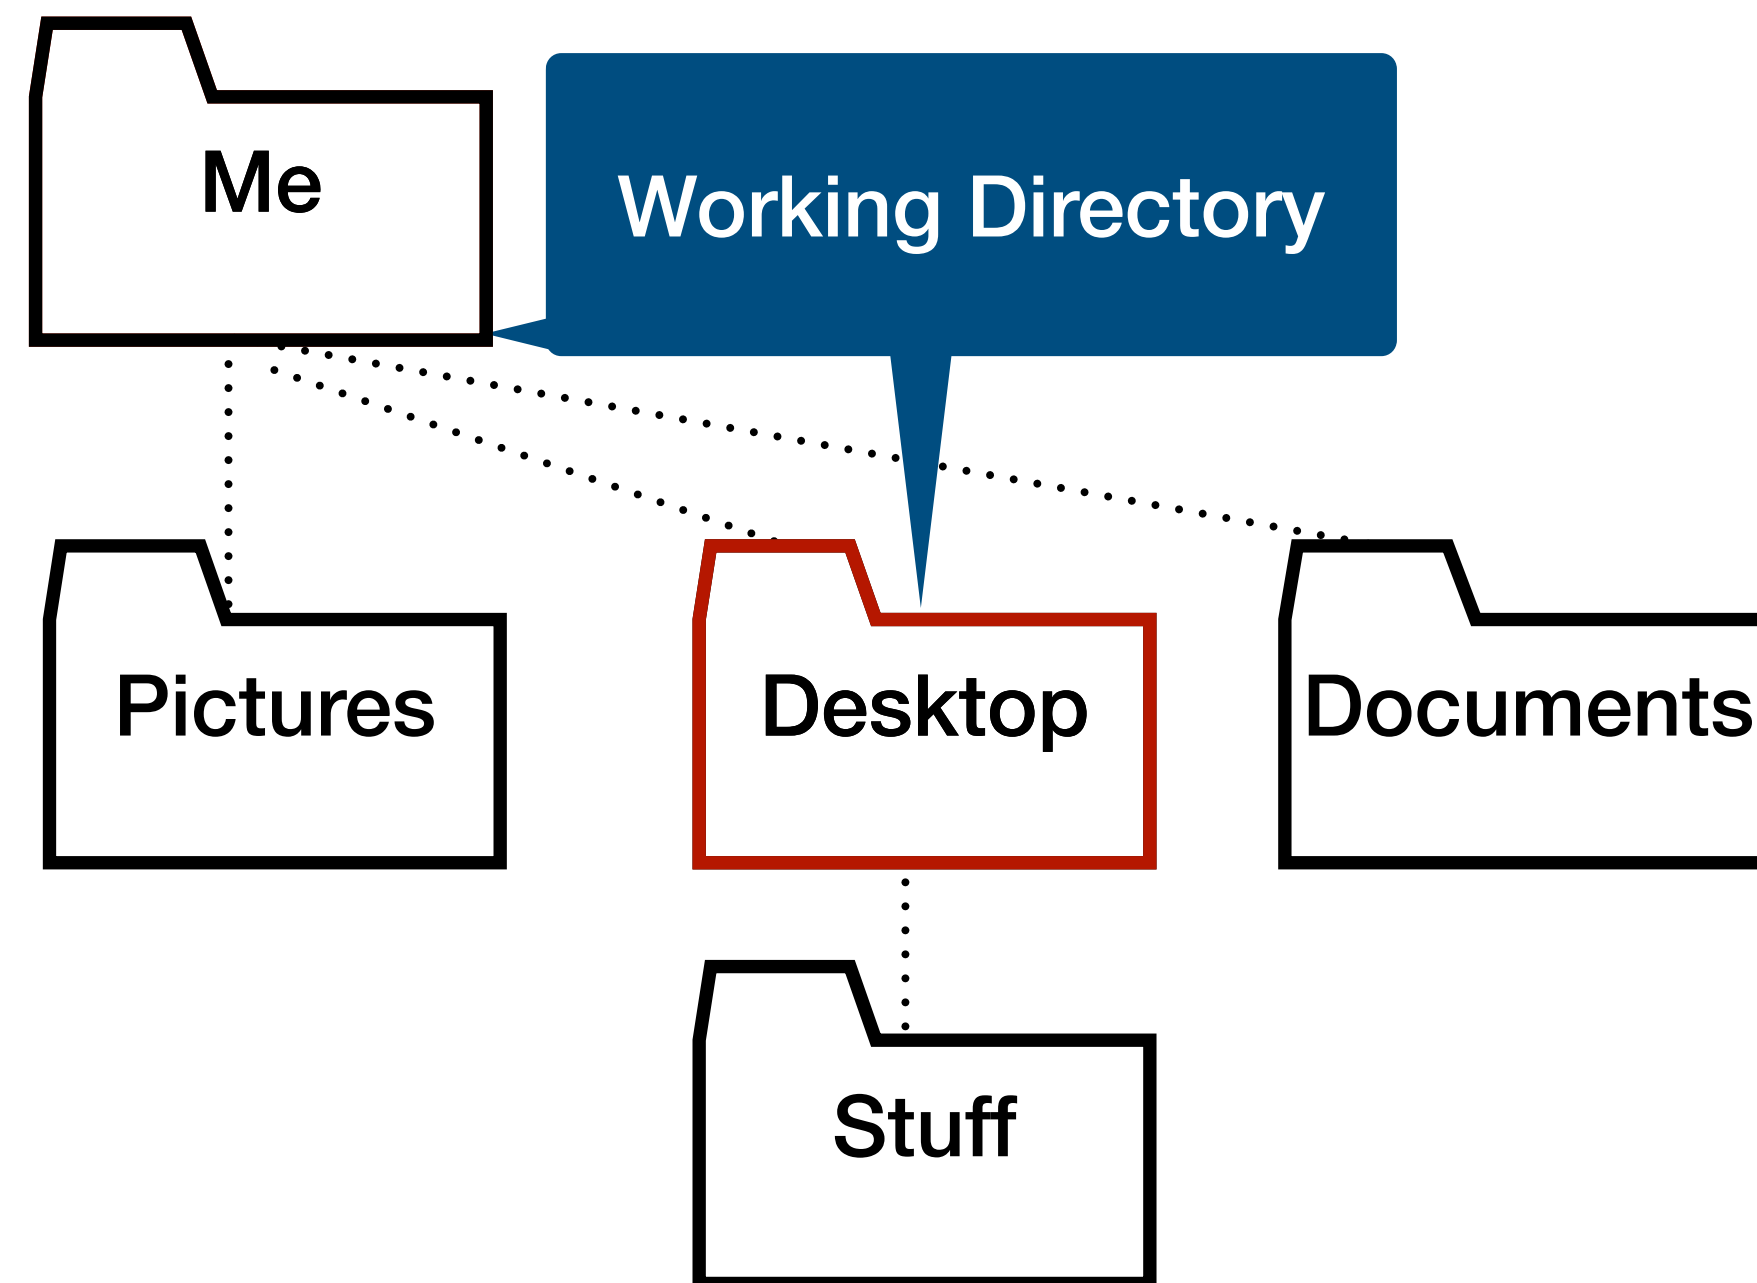 Me
Working Directory
Pictures
Desktop
Documents
Stuff